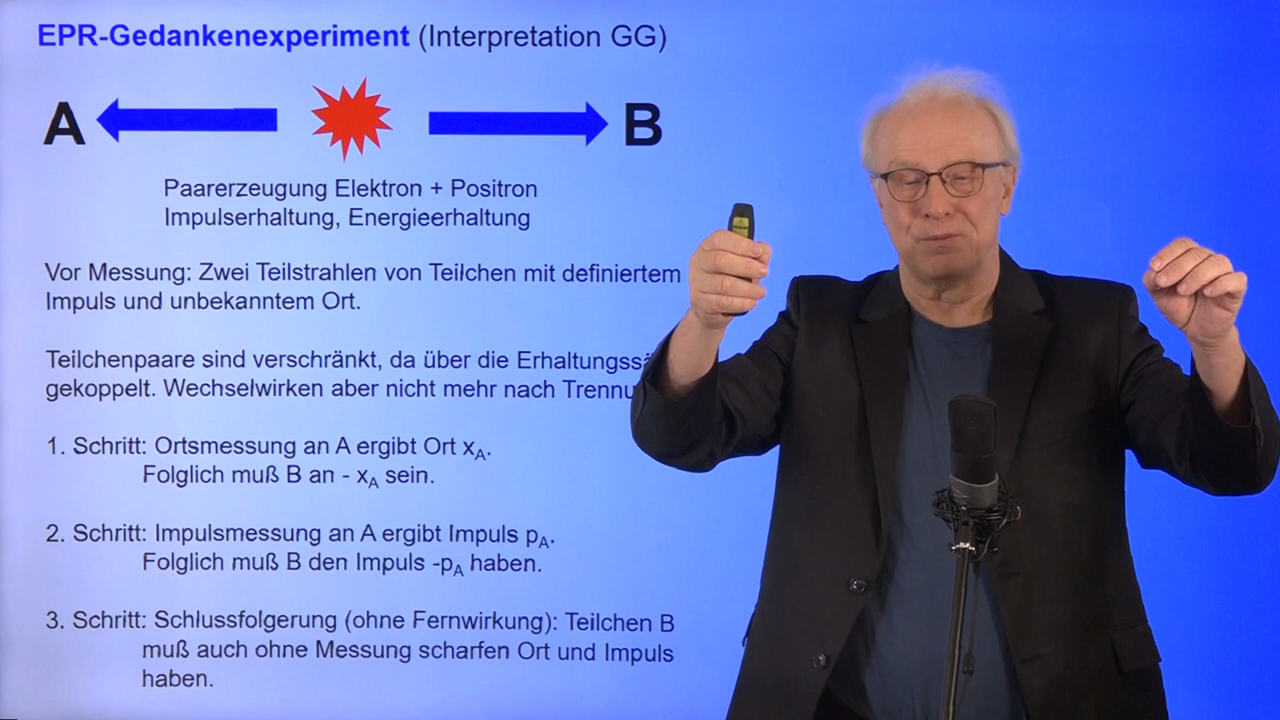 EPR-Gedankenexperiment (Interpretation GG)
A B
Paarerzeugung Elektron + Positron
Impulserhaltung, Energieerhaltung
Vor Messung: Zwei Teilstrahlen von Teilchen mit definiertem
Impuls und unbekanntem Ort.
Teilchenpaare sind verschränkt, da über die
gekoppelt. Wechselwirken aber nicht mehr nach
1. Schritt: Ortsmessung an A ergibt Ort xA.
Folglich muß B an - xA sein.
2. Schritt: Impulsmessung an A ergibt Impuls pA.
Folglich muß B den Impuls -pA haben.
3. Schritt: Schlussfolgerung (ohne Fernwirkung): Teilchen B
muß auch ohne Messung scharfen Ort und Impuls
haben.